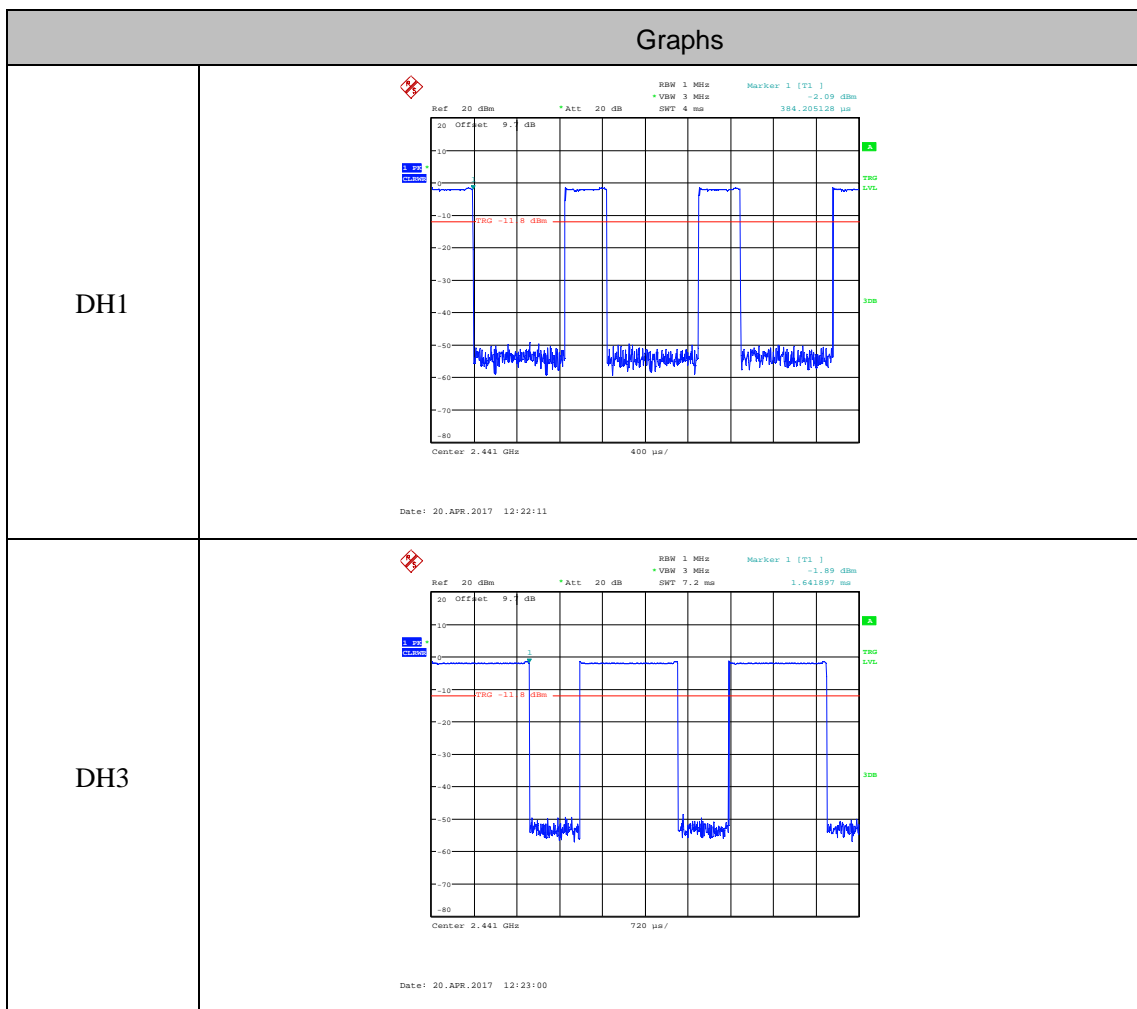 Graphs
DH1
R S
RBW 1 MHz Marker 1 [T1 ]
*VBW 3 MHz -2.09 dBm
Ref 20 dBm *Att 20 dB SWT 4 ms 384.205128 µs
20 Offset 9.7 dB
A
-10
1 PK *
CLRWR
TRG
LVL
0
1
-10
TRG -11.8 dBm
-20
-30
3DB
-40
-50
-60
-70
-80
Center 2.441 GHz 400 µs/
Date: 20.APR.2017 12:22:11
DH3
R S
RBW 1 MHz Marker 1 [T1 ]
*VBW 3 MHz -1.89 dBm
Ref 20 dBm *Att 20 dB SWT 7.2 ms 1.641897 ms
20 Offset 9.7 dB
A
-10
1 PK *
CLRWR
TRG
LVL
0
1
-10
TRG -11.8 dBm
-20
-30
3DB
-40
-50
-60
-70
-80
Center 2.441 GHz 720 µs/
Date: 20.APR.2017 12:23:00